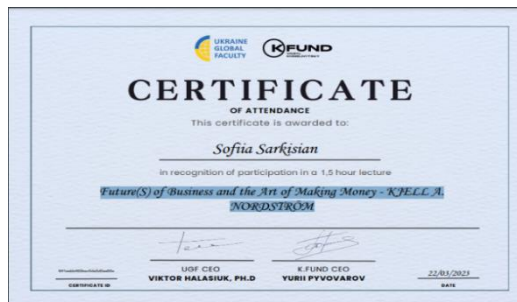 UKRAINE
GLOBAL
FACULTY
K.FUND
CERTIFICATE
OF ATTENDANCE
This certificate is awarded to:
Sofiia Sarkisian
in recognition of participation in a 1,5 hour lecture
Future(S) of Business and the Art of Making Money - KJELL A.
NORDSTRÖM
UGF CEO
VIKTOR HALASIUK, PH.D
K.FUND CEO
YURII PYVOVAROV
CERTIFICATE ID
22/03/2023
DATE